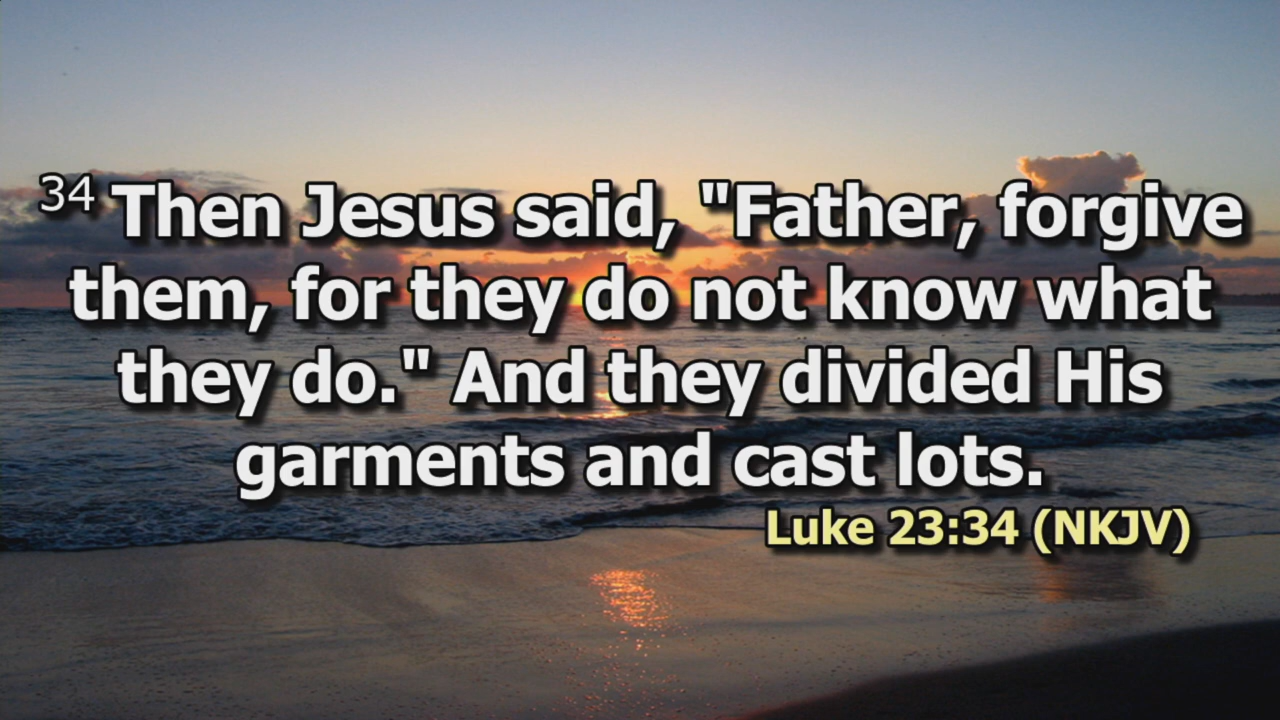 34 Then Jesus said, "Father, forgive
them, for they do not know what
they do." And they divided His
garments and cast lots.
Luke 23:34 (NKJV)